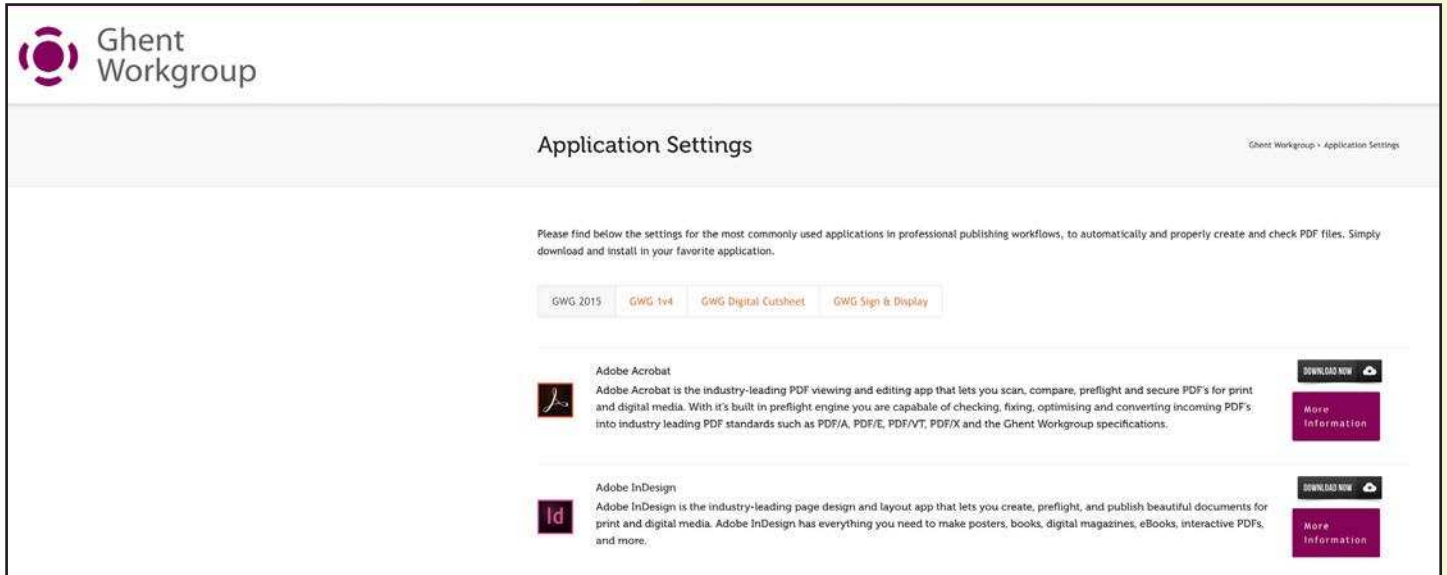 Ghent
Workgroup
Application Settings
Ghent Workgroup > Application Settings
Please find below the settings for the most commonly used applications in professional publishing workflows, to automatically and properly create and check PDF files. Simply
download and install in your favorite application.
GWG 2015 GWG 1v4 GWG Digital Cutsheet GWG Sign & Display
Adobe Acrobat
Adobe Acrobat is the industry-leading PDF viewing and editing app that lets you scan, compare, preflight and secure PDF's for print
and digital media. With it's built in preflight engine you are capabale of checking, fixing, optimising and converting incoming PDF's
into industry leading PDF standards such as PDF/A, PDF/E, PDF/VT, PDF/X and the Ghent Workgroup specifications.
DOWNLOAD NOW
More
Information
Id
Adobe InDesign
Adobe InDesign is the industry-leading page design and layout app that lets you create, preflight, and publish beautiful documents for
print and digital media. Adobe InDesign has everything you need to make posters, books, digital magazines, eBooks, interactive PDFs,
and more.
DOWNLOAD NOW
More
Information